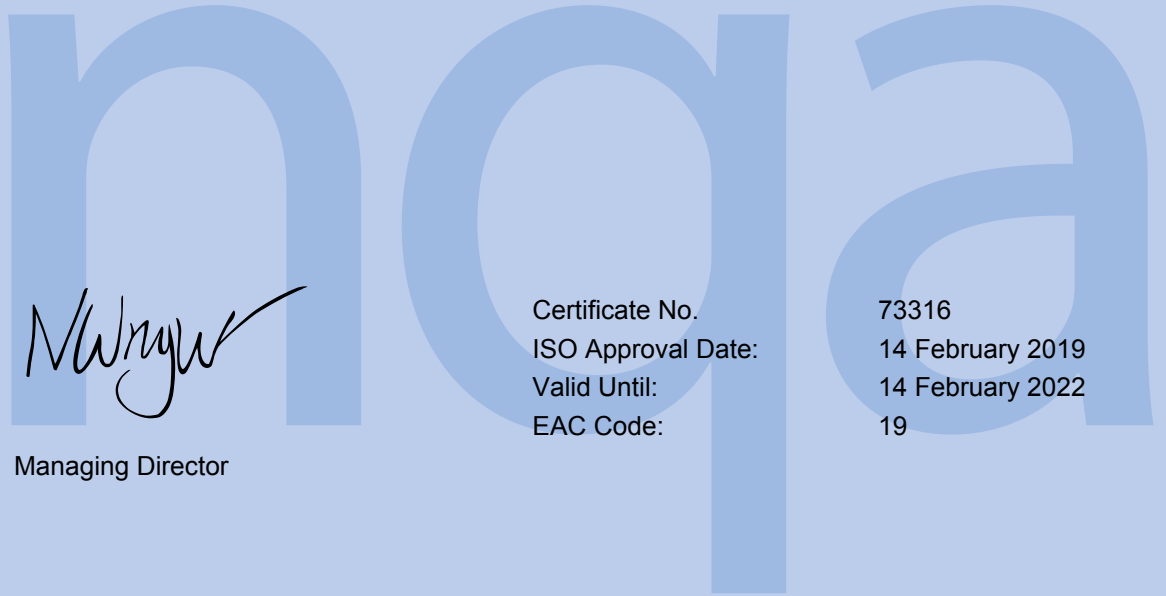 nqa
Certificate No. 73316
ISO Approval Date: 14 February 2019
Valid Until: 14 February 2022
EAC Code: 19
Managing Director